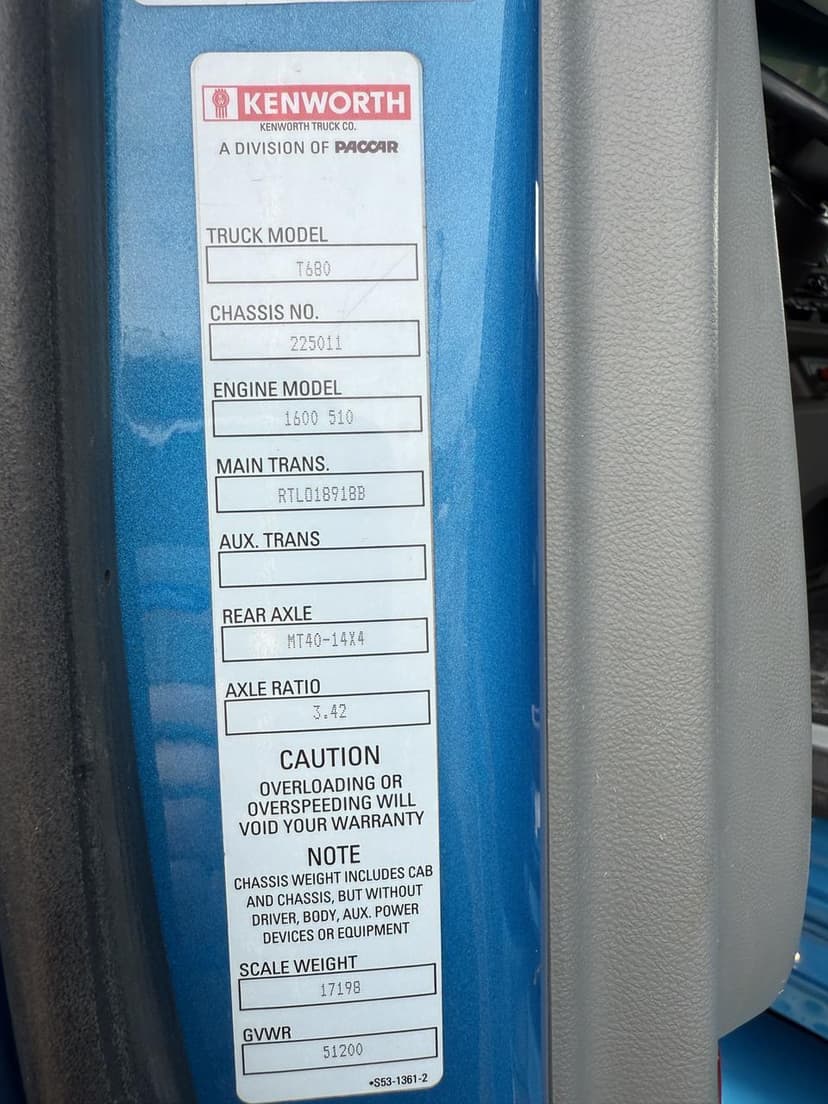 KENWORTH
KENWORTH TRUCK CO.
A DIVISION OF PACCAR
TRUCK MODEL
T680
CHASSIS NO.
225011
ENGINE MODEL
1600 510
MAIN TRANS.
RTLO18918B
AUX. TRANS
REAR AXLE
MT40-14X4
AXLE RATIO
3.42
CAUTION
OVERLOADING OR
OVERSPEEDING WILL
VOID YOUR WARRANTY
NOTE
CHASSIS WEIGHT INCLUDES CAB
AND CHASSIS, BUT WITHOUT
DRIVER, BODY, AUX. POWER
DEVICES OR EQUIPMENT
SCALE WEIGHT
17198
GVWR
51200
•S53-1361-2